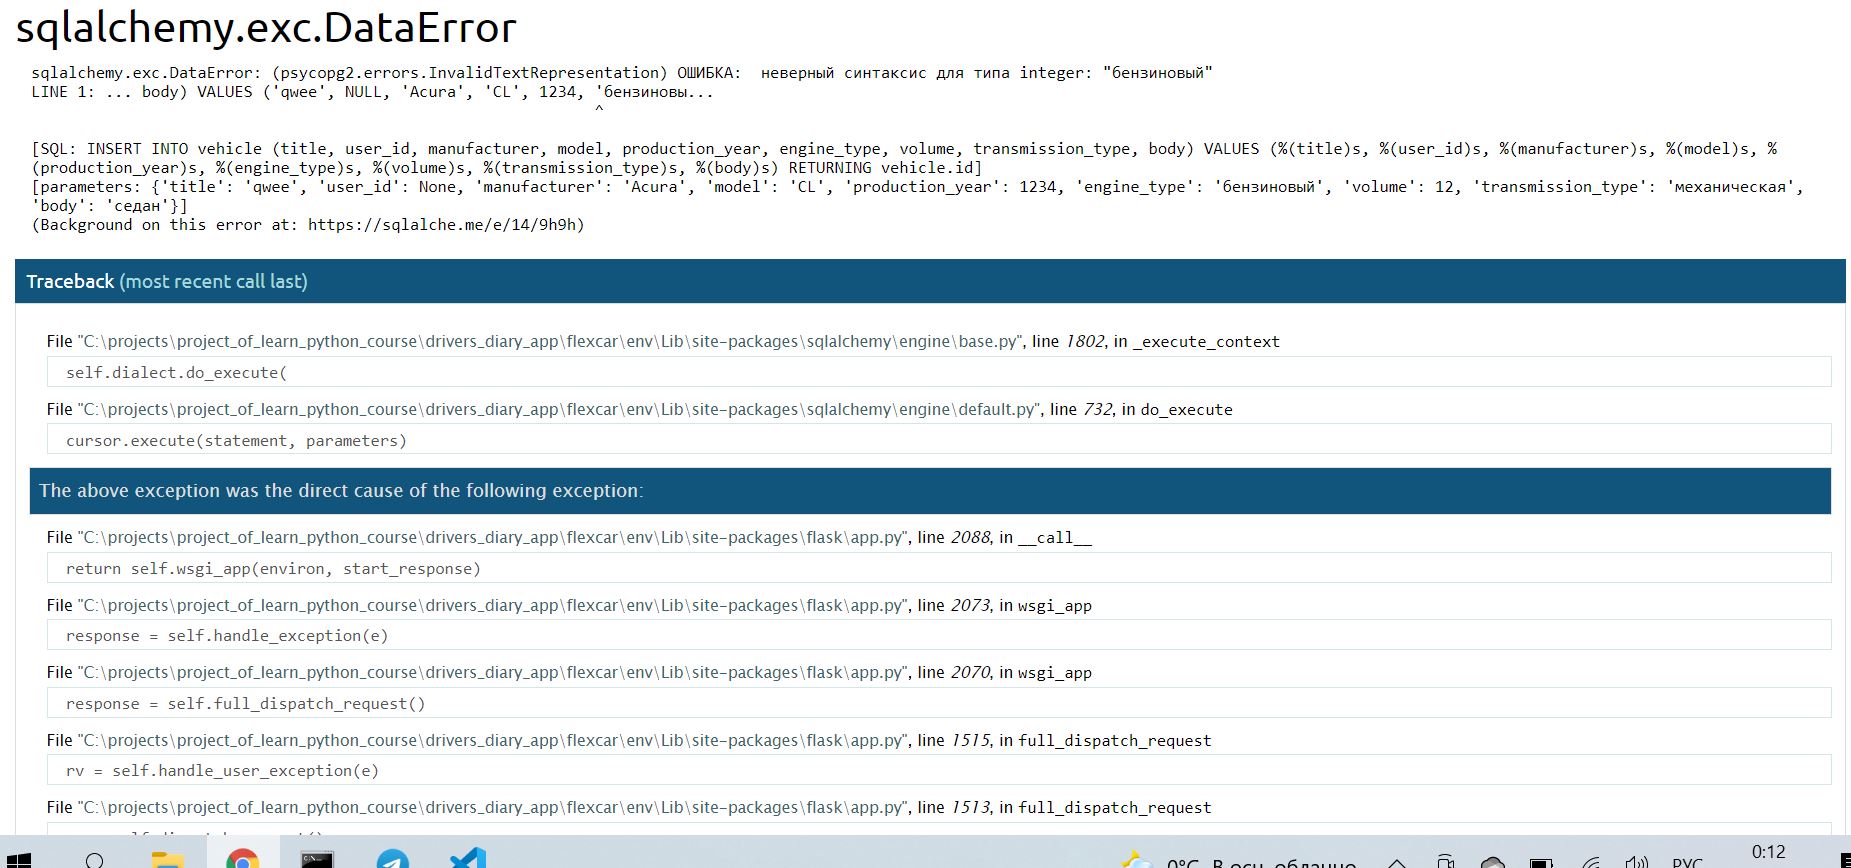 sqlalchemy.exc.DataError
sqlalchemy.exc.DataError: (psycopg2.errors.InvalidTextRepresentation) ОШИБКА:  неверный синтаксис для типа integer: "бензиновый"
LINE 1: ... body) VALUES ('qwee', NULL, 'Acura', 'CL', 1234, 'бензиновы...
^
[SQL: INSERT INTO vehicle (title, user_id, manufacturer, model, production_year, engine_type, volume, transmission_type, body) VALUES (%(title)s, %(user_id)s, %(manufacturer)s, %(model)s, %
(production_year)s, %(engine_type)s, %(volume)s, %(transmission_type)s, %(body)s) RETURNING vehicle.id]
[parameters: {'title': 'qwee', 'user_id': None, 'manufacturer': 'Acura', 'model': 'CL', 'production_year': 1234, 'engine_type': 'бензиновый', 'volume': 12, 'transmission_type': 'механическая',
'body': 'седан'}]
(Background on this error at: https://sqlalche.me/e/14/9h9h)
Traceback (most recent call last)
File "C:\projects\project_of_learn_python_course\drivers_diary_app\flexcar\env\Lib\site-packages\sqlalchemy\engine\base.py", line 1802, in _execute_context
self.dialect.do_execute(
File "C:\projects\project_of_learn_python_course\drivers_diary_app\flexcar\env\Lib\site-packages\sqlalchemy\engine\default.py", line 732, in do_execute
cursor.execute(statement, parameters)
The above exception was the direct cause of the following exception:
File "C:\projects\project_of_learn_python_course\drivers_diary_app\flexcar\env\Lib\site-packages\flask\app.py", line 2088, in __call__
return self.wsgi_app(environ, start_response)
File "C:\projects\project_of_learn_python_course\drivers_diary_app\flexcar\env\Lib\site-packages\flask\app.py", line 2073, in wsgi_app
response = self.handle_exception(e)
File "C:\projects\project_of_learn_python_course\drivers_diary_app\flexcar\env\Lib\site-packages\flask\app.py", line 2070, in wsgi_app
response = self.full_dispatch_request()
File "C:\projects\project_of_learn_python_course\drivers_diary_app\flexcar\env\Lib\site-packages\flask\app.py", line 1515, in full_dispatch_request
rv = self.handle_user_exception(e)
File "C:\projects\project_of_learn_python_course\drivers_diary_app\flexcar\env\Lib\site-packages\flask\app.py", line 1513, in full_dispatch_request
0°C В осн. облачно
РУС
0:12